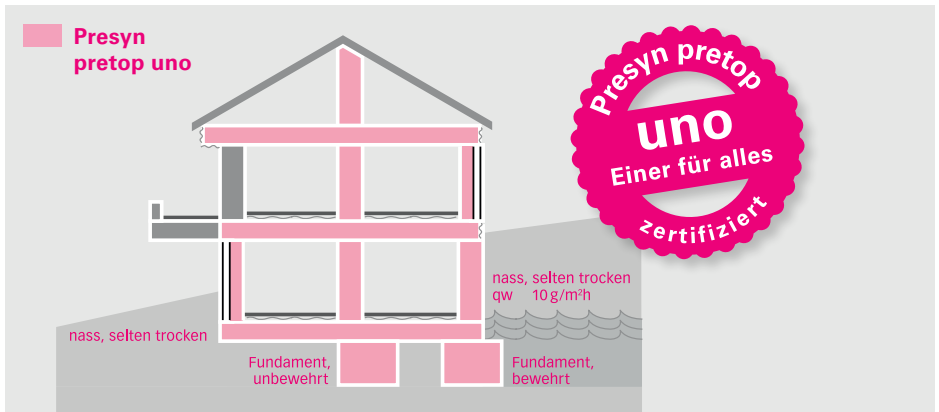 Presyn
pretop uno
Presyn pretop
uno
Einer für alles
zertifiziert
nass, selten trocken
qw 10 g/m²h
nass, selten trocken
Fundament,
unbewehrt
Fundament,
bewehrt